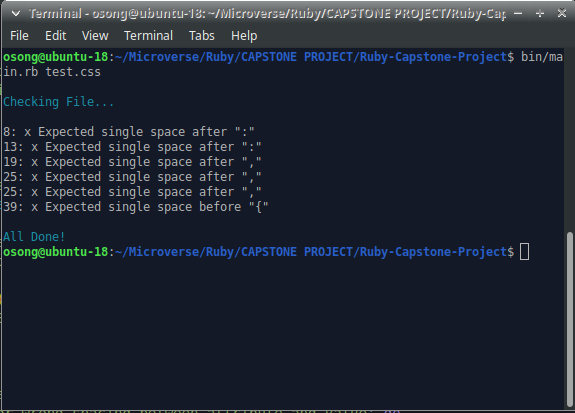 Terminal - osong@ubuntu-18: ~/Microverse/Ruby/CAPSTONE PROJECT/Ruby-Cap
File Edit View Terminal Tabs Help
osong@ubuntu-18:~/Microverse/Ruby/CAPSTONE PROJECT/Ruby-Capstone-Project$ bin/ma
in.rb test.css
Checking File...
8: x Expected single space after ":"
13: x Expected single space after ":"
19: x Expected single space after ","
25: x Expected single space after ","
25: x Expected single space after ","
39: x Expected single space before "{"
All Done!
osong@ubuntu-18:~/Microverse/Ruby/CAPSTONE PROJECT/Ruby-Capstone-Project$